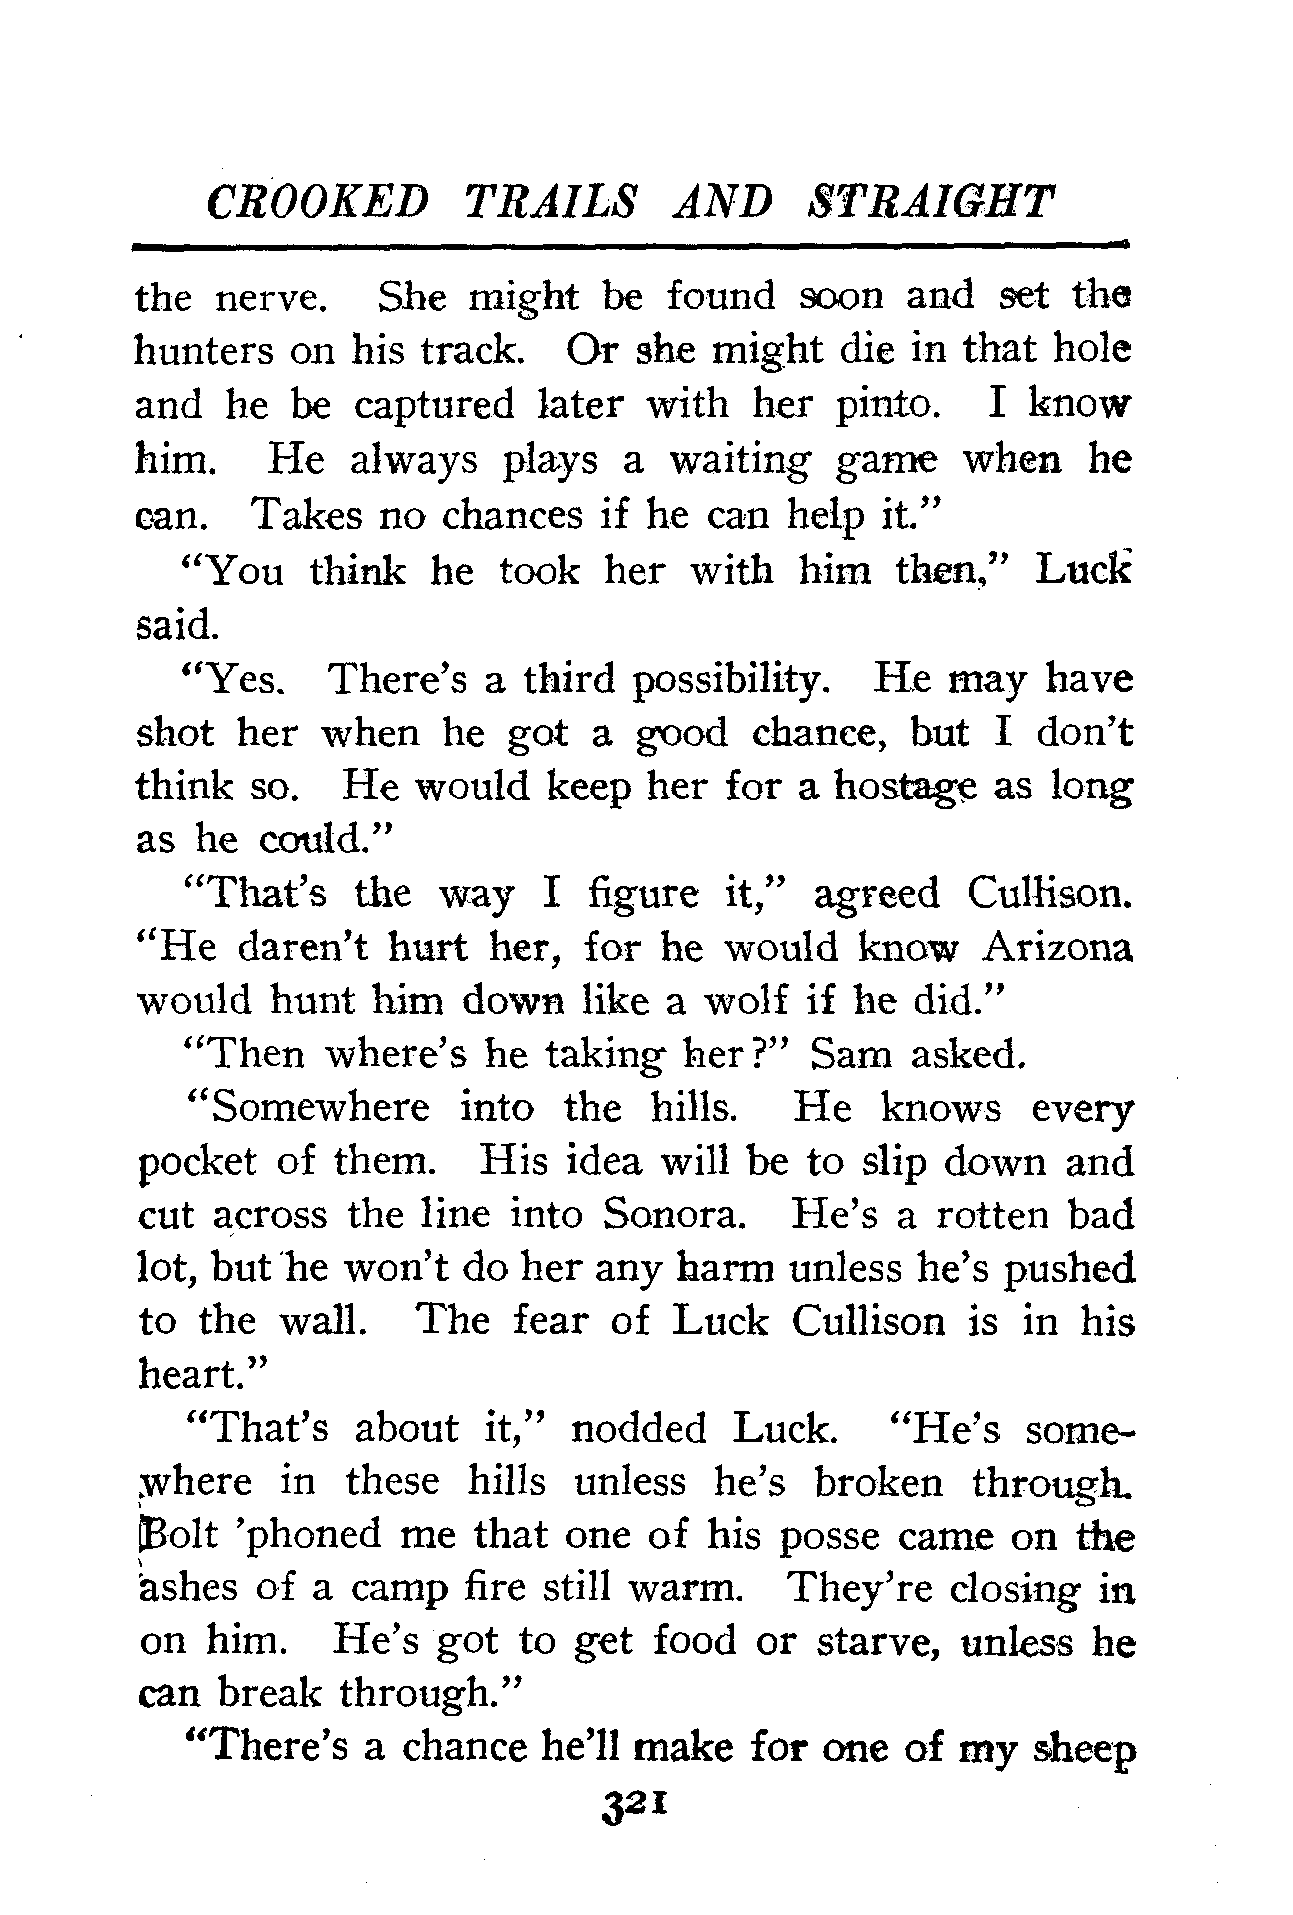 CROOKED TRAILS AND STRAIGHT
the nerve. She might be found soon and set the
hunters on his track. Or she might die in that hole
and he be captured later with her pinto. I know
him. He always plays a waiting game when he
can. Takes no chances if he can help it."
"You think he took her with him then," Luck
said.
"Yes. There's a third possibility. He may have
shot her when he got a good chance, but I don't
think so. He would keep her for a hostage as long
as he could."
"That's the way I figure it," agreed Cullison.
"He daren't hurt her, for he would know Arizona
would hunt him down like a wolf if he did."
"Then where's he taking her?" Sam asked.
"Somewhere into the hills. He knows every
pocket of them. His idea will be to slip down and
cut across the line into Sonora. He's a rotten bad
lot, but he won't do her any harm unless he's pushed
to the wall. The fear of Luck Cullison is in his
heart."
"That's about it," nodded Luck. "He's some-
where in these hills unless he's broken through.
Bolt 'phoned me that one of his posse came on the
ashes of a camp fire still warm. They're closing in
on him. He's got to get food or starve, unless he
can break through."
"There's a chance he'll make for one of my sheep
321